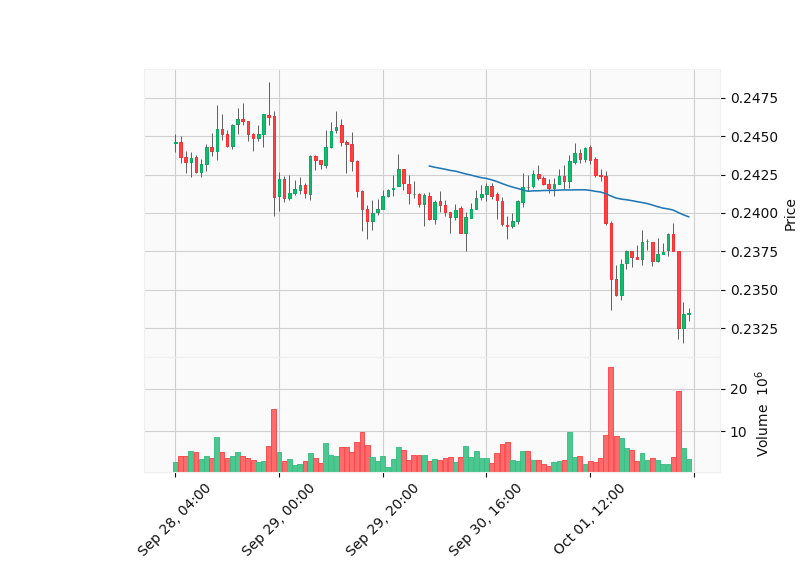 0.2475
0.2450
0.2425
0.2400
0.2375
0.2350
0.2325
Price
20
10
Volume 10^6
Sep 28, 04:00
Sep 29, 00:00
Sep 29, 20:00
Sep 30, 16:00
Oct 01, 12:00